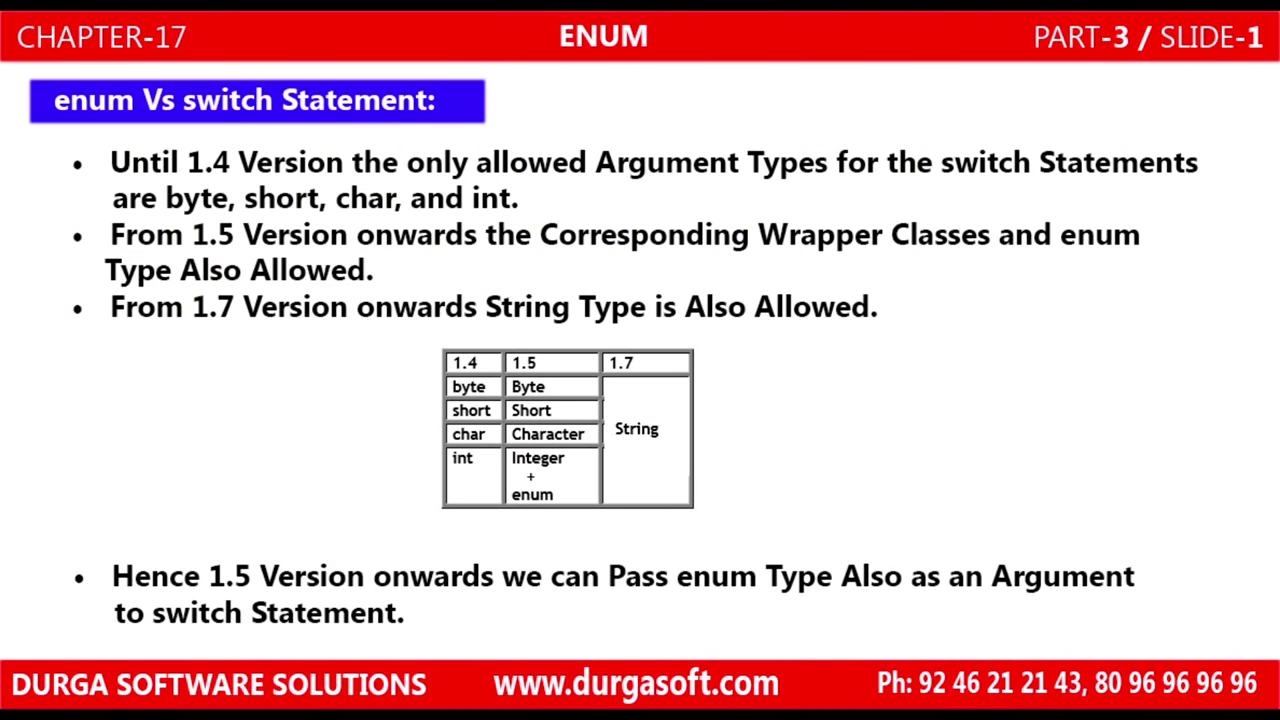 CHAPTER-17 ENUM PART-3 / SLIDE-1
enum Vs switch Statement:
• Until 1.4 Version the only allowed Argument Types for the switch Statements
are byte, short, char, and int.
• From 1.5 Version onwards the Corresponding Wrapper Classes and enum
Type Also Allowed.
• From 1.7 Version onwards String Type is Also Allowed.
1.4 1.5 1.7
byte Byte
short Short
String
char Character
int Integer
+
enum
• Hence 1.5 Version onwards we can Pass enum Type Also as an Argument
to switch Statement.
DURGA SOFTWARE SOLUTIONS www.durgasoft.com Ph: 92 46 21 21 43, 80 96 96 96 96